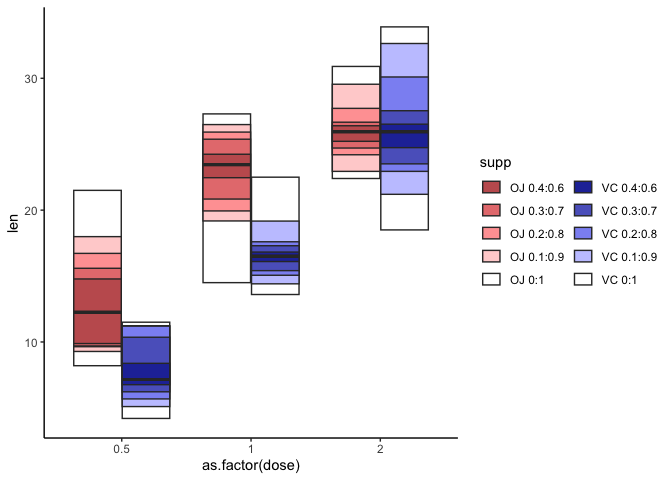 len
30
20
10
0.5
1
2
as.factor(dose)
supp
OJ 0.4:0.6
VC 0.4:0.6
OJ 0.3:0.7
VC 0.3:0.7
OJ 0.2:0.8
VC 0.2:0.8
OJ 0.1:0.9
VC 0.1:0.9
OJ 0:1
VC 0:1